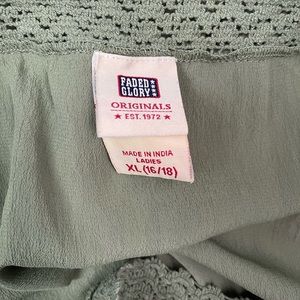 FADED
GLORY
ORIGINALS
★ EST. 1972 ★
MADE IN INDIA
LADIES
XL (16/18)